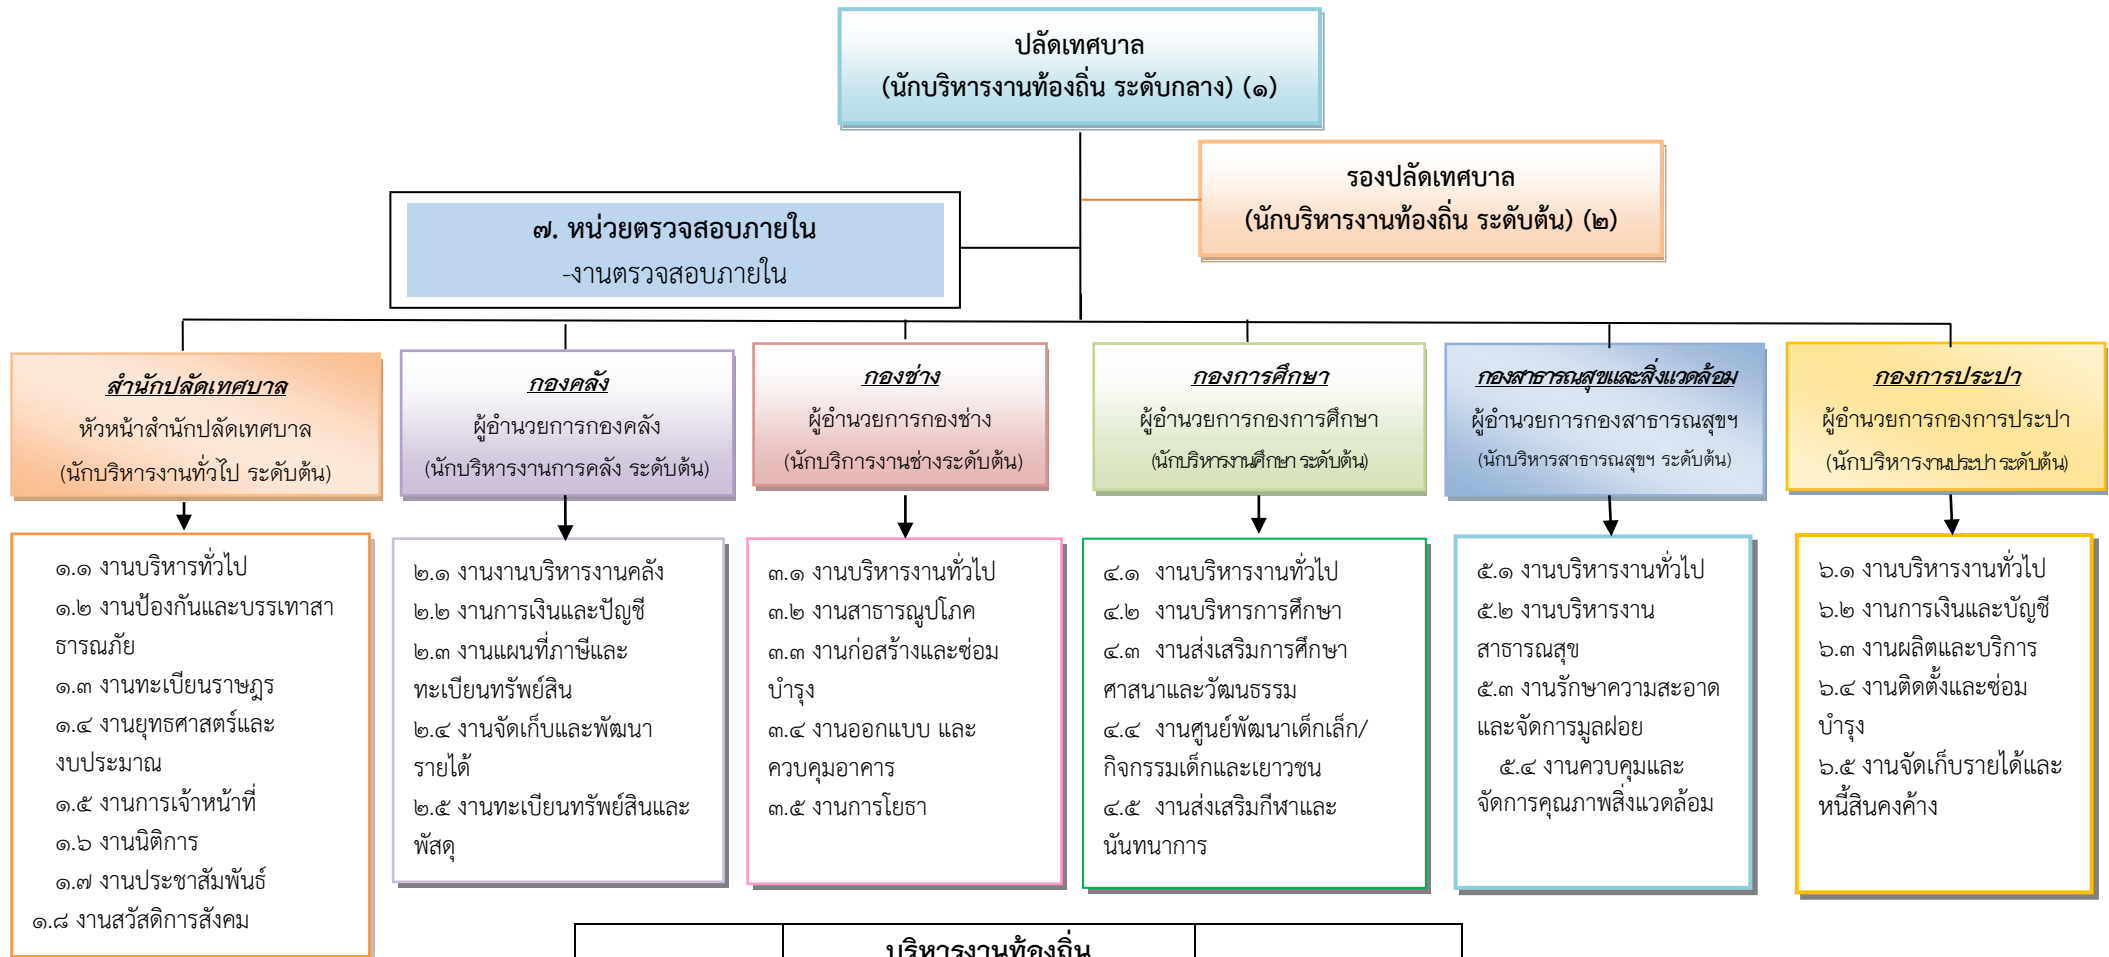 ปลัดเทศบาล
(นักบริหารงานท้องถิ่น ระดับกลาง) (๑)
รองปลัดเทศบาล
(นักบริหารงานท้องถิ่น ระดับต้น) (๒)
๗. หน่วยตรวจสอบภายใน
-งานตรวจสอบภายใน
สำนักปลัดเทศบาล
หัวหน้าสำนักปลัดเทศบาล
(นักบริหารงานทั่วไป ระดับต้น)
กองคลัง
ผู้อำนวยการกองคลัง
(นักบริหารงานการคลัง ระดับต้น)
กองช่าง
ผู้อำนวยการกองช่าง
(นักบริการงานช่างระดับต้น)
กองการศึกษา
ผู้อำนวยการกองการศึกษา
(นักบริหารงานศึกษา ระดับต้น)
กองสาธารณสุขและสิ่งแวดล้อม
ผู้อำนวยการกองสาธารณสุขฯ
(นักบริหารสาธารณสุขฯ ระดับต้น)
กองการประปา
ผู้อำนวยการกองการประปา
(นักบริหารงานประปา ระดับต้น)
๑.๑ งานบริหารทั่วไป
๑.๒ งานป้องกันและบรรเทาสา
ธารณภัย
๑.๓ งานทะเบียนราษฎร
๑.๔ งานยุทธศาสตร์และ
งบประมาณ
๑.๕ งานการเจ้าหน้าที่
๑.๖ งานนิติการ
๑.๗ งานประชาสัมพันธ์
๑.๘ งานสวัสดิการสังคม
๒.๑ งานงานบริหารงานคลัง
๒.๒ งานการเงินและปัญชี
๒.๓ งานแผนที่ภาษีและ
ทะเบียนทรัพย์สิน
๒.๔ งานจัดเก็บและพัฒนา
รายได้
๒.๕ งานทะเบียนทรัพย์สินและ
พัสดุ
๓.๑ งานบริหารงานทั่วไป
๓.๒ งานสาธารณูปโภค
๓.๓ งานก่อสร้างและซ่อม
บำรุง
๓.๔ งานออกแบบ และ
ควบคุมอาคาร
๓.๕ งานการโยธา
๔.๑ งานบริหารงานทั่วไป
๔.๒ งานบริหารการศึกษา
๔.๓ งานส่งเสริมการศึกษา
ศาสนาและวัฒนธรรม
๔.๔ งานศูนย์พัฒนาเด็กเล็ก/
กิจกรรมเด็กและเยาวชน
๔.๕ งานส่งเสริมกีฬาและ
นันทนาการ
๕.๑ งานบริหารงานทั่วไป
๕.๒ งานบริหารงาน
สาธารณสุข
๕.๓ งานรักษาความสะอาด
และจัดการมูลฝอย
๕.๔ งานควบคุมและ
จัดการคุณภาพสิ่งแวดล้อม
๖.๑ งานบริหารงานทั่วไป
๖.๒ งานการเงินและบัญชี
๖.๓ งานผลิตและบริการ
๖.๔ งานติดตั้งและซ่อม
บำรุง
๖.๕ งานจัดเก็บรายได้และ
หนี้สินคงค้าง
บริหารงานท้องถิ่น